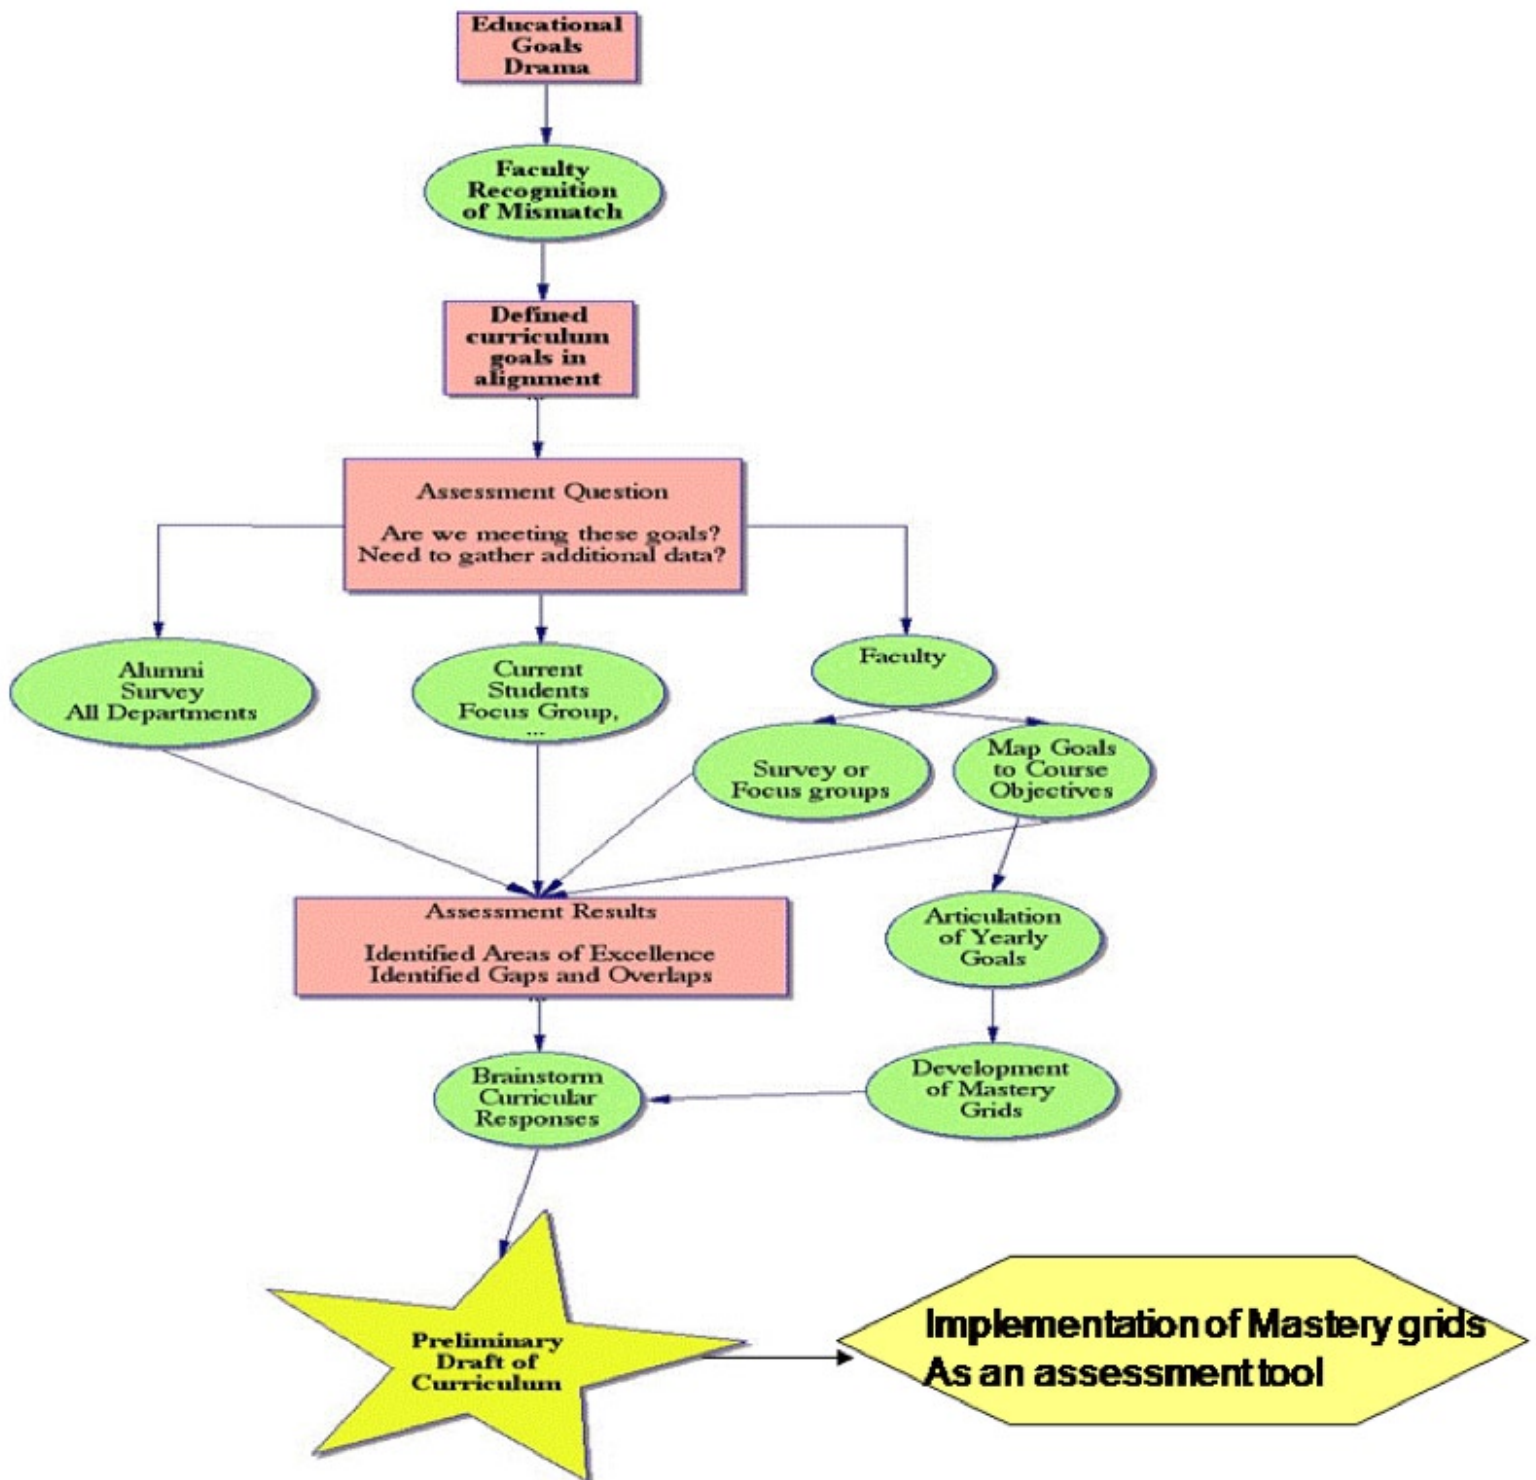 Educational
Goals
Drama
Faculty
Recognition
of Mismatch
Defined
curriculum
goals in
alignment
...
Assessment Question
Are we meeting these goals?
Need to gather additional data?
Alumni
Survey
All Departments
Current
Students
Focus Group,
...
Faculty
Survey or
Focus groups
Map Goals
to Course
Objectives
Assessment Results
Identified Areas of Excellence
Identified Gaps and Overlaps
...
Articulation
of Yearly
Goals
Brainstorm
Curricular
Responses
Development
of Mastery
Grids
Preliminary
Draft of
Curriculum
Implementation of Mastery grids
As an assessment tool